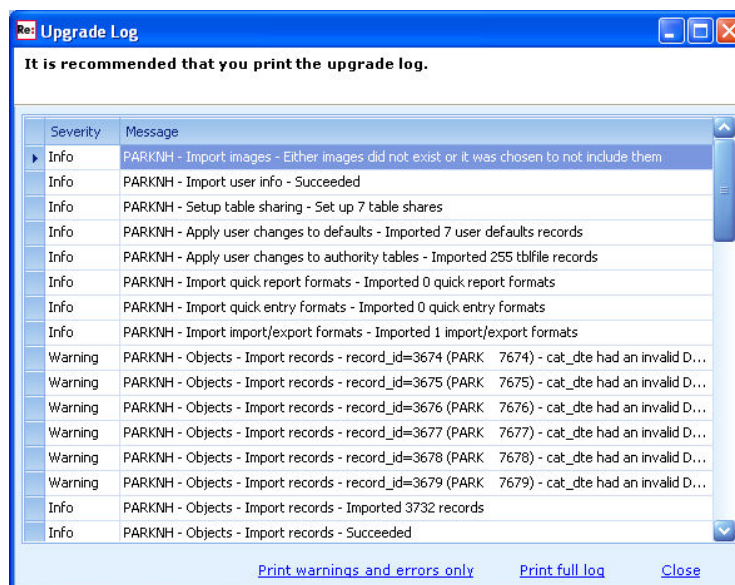 Re: Upgrade Log
It is recommended that you print the upgrade log.
Severity Message
Info PARKNH - Import images - Either images did not exist or it was chosen to not include them
Info PARKNH - Import user info - Succeeded
Info PARKNH - Setup table sharing - Set up 7 table shares
Info PARKNH - Apply user changes to defaults - Imported 7 user defaults records
Info PARKNH - Apply user changes to authority tables - Imported 255 tblfile records
Info PARKNH - Import quick report formats - Imported 0 quick report formats
Info PARKNH - Import quick entry formats - Imported 0 quick entry formats
Info PARKNH - Import import/export formats - Imported 1 import/export formats
Warning PARKNH - Objects - Import records - record_id=3674 (PARK 7674) - cat_dte had an invalid D...
Warning PARKNH - Objects - Import records - record_id=3675 (PARK 7675) - cat_dte had an invalid D...
Warning PARKNH - Objects - Import records - record_id=3676 (PARK 7676) - cat_dte had an invalid D...
Warning PARKNH - Objects - Import records - record_id=3677 (PARK 7677) - cat_dte had an invalid D...
Warning PARKNH - Objects - Import records - record_id=3678 (PARK 7678) - cat_dte had an invalid D...
Warning PARKNH - Objects - Import records - record_id=3679 (PARK 7679) - cat_dte had an invalid D...
Info PARKNH - Objects - Import records - Imported 3732 records
Info PARKNH - Objects - Import records - Succeeded
Print warnings and errors only Print full log Close